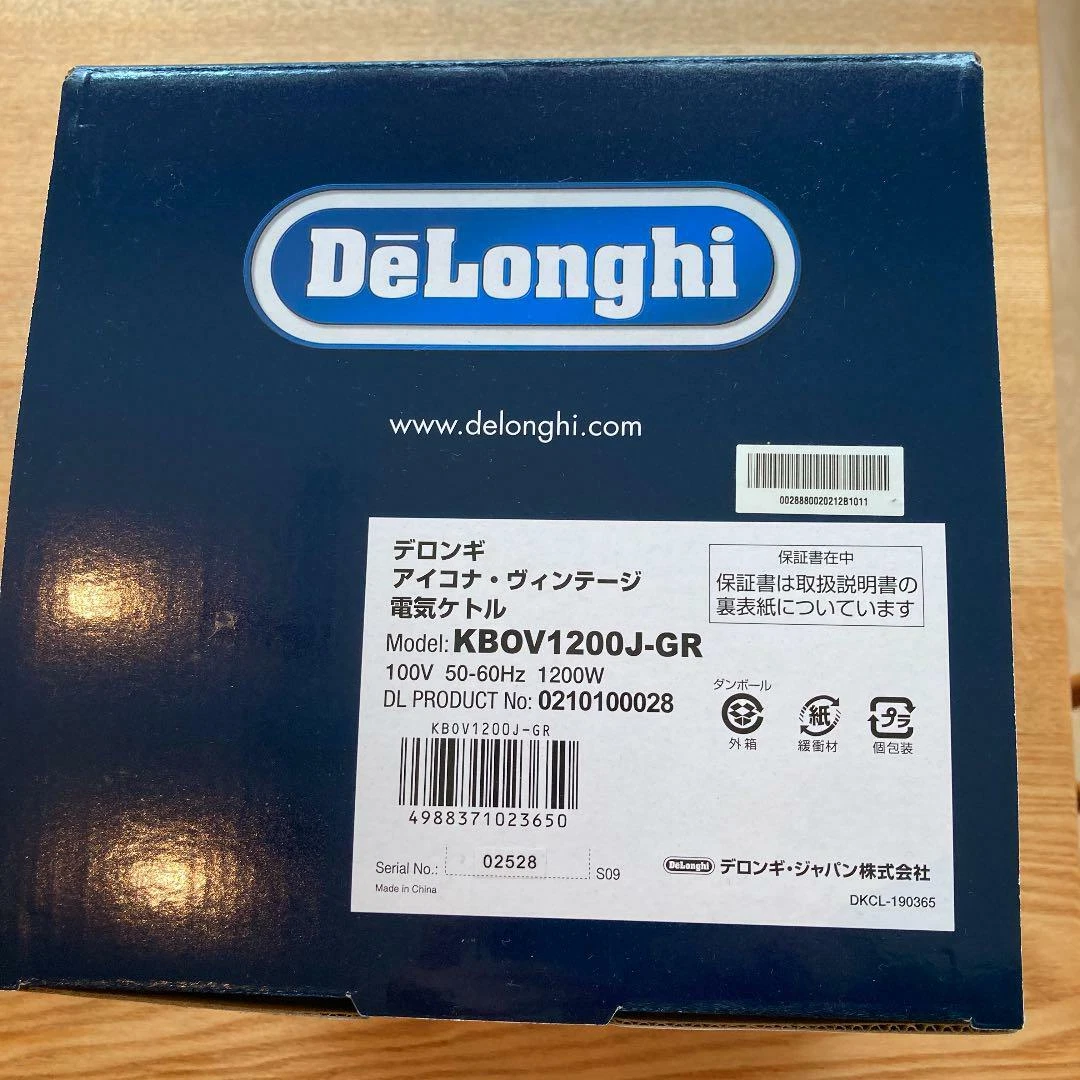 DēLonghi
www.delonghi.com
0028880020212B1011
デロンギ
アイコナ・ヴィンテージ
電気ケトル
Model: KBOV1200J-GR
100V 50-60Hz 1200W
DL PRODUCT No: 0210100028
KBOV1200J-GR
4988371023650
保証書在中
保証書は取扱説明書の
裏表紙についています
ダンボール
外箱
紙
緩衝材
プラ
個包装
Serial No.: 02528 S09
Made in China
DeLonghi デロンギ・ジャパン株式会社
DKCL-190365